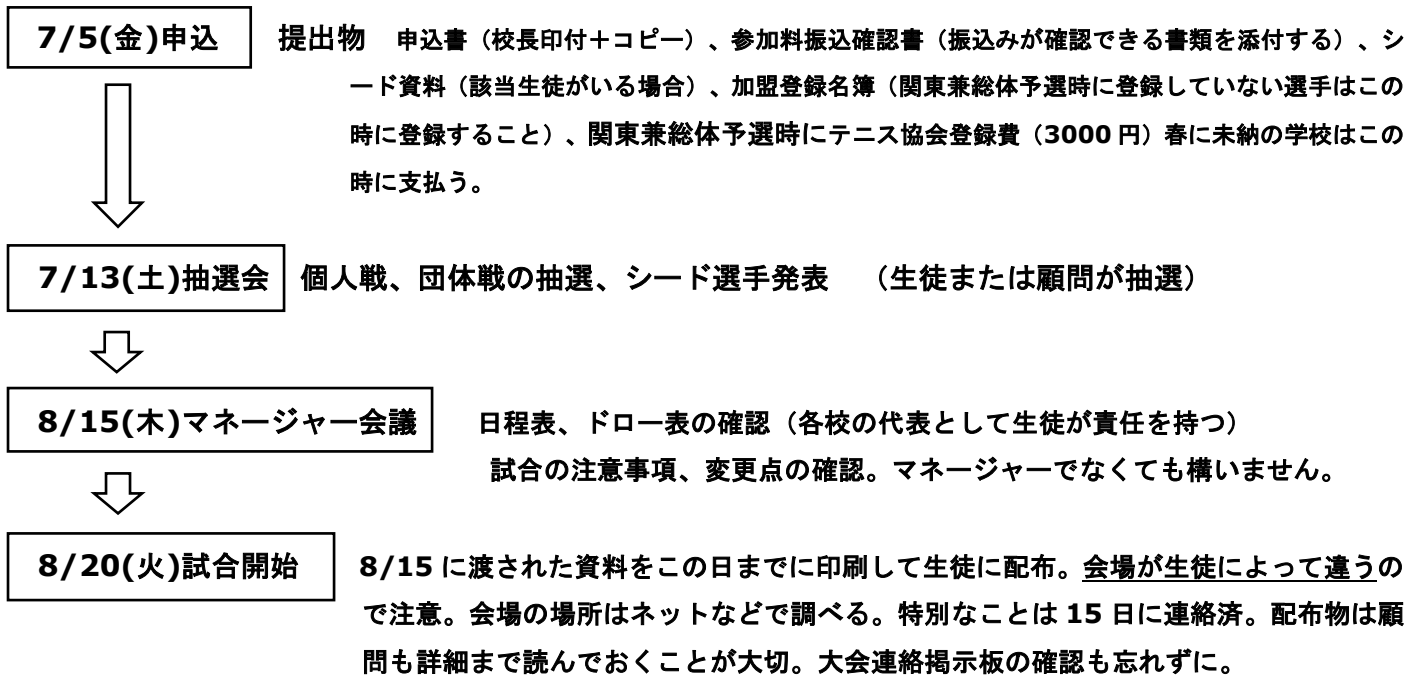 7/5(金)申込 提出物 申込書（校長印付＋コピー）、参加料振込確認書（振込みが確認できる書類を添付する）、シ
ード資料（該当生徒がいる場合）、加盟登録名簿（関東兼総体予選時に登録していない選手はこの
時に登録すること）、関東兼総体予選時にテニス協会登録費（3000 円）春に未納の学校はこの
時に支払う。
7/13(土)抽選会 個人戦、団体戦の抽選、シード選手発表 （生徒または顧問が抽選）
8/15(木)マネージャー会議 日程表、ドロー表の確認（各校の代表として生徒が責任を持つ）
試合の注意事項、変更点の確認。マネージャーでなくても構いません。
8/20(火)試合開始 8/15 に渡された資料をこの日までに印刷して生徒に配布。会場が生徒によって違うの
で注意。会場の場所はネットなどで調べる。特別なことは 15 日に連絡済。配布物は顧
問も詳細まで読んでおくことが大切。大会連絡掲示板の確認も忘れずに。